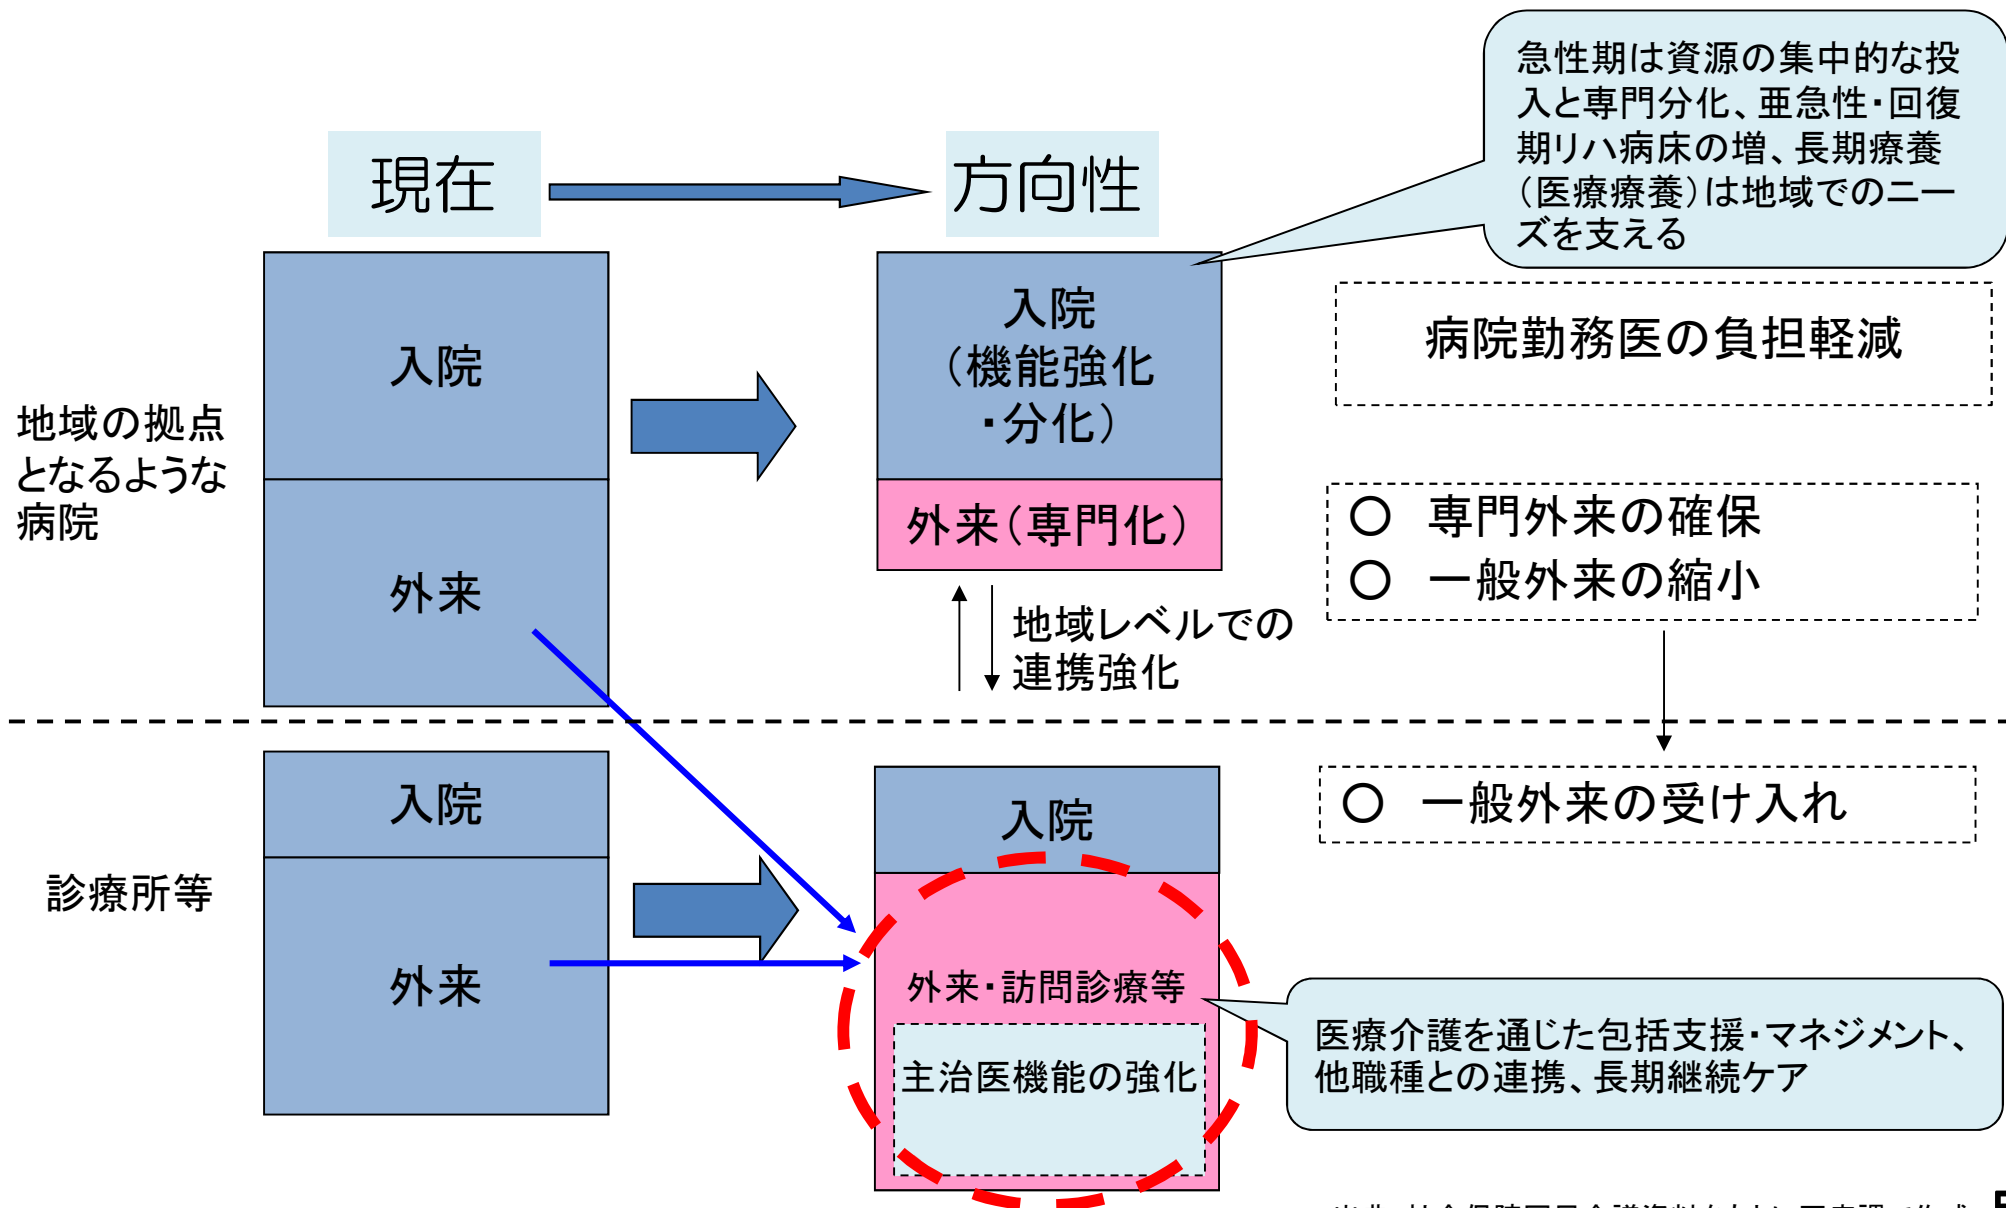 急性期は資源の集中的な投
入と専門分化、亜急性・回復
期リハ病床の増、長期療養
（医療療養）は地域でのニー
ズを支える
現在
方向性
入院
入院
（機能強化
・分化）
病院勤務医の負担軽減
地域の拠点
となるような
病院
外来
外来（専門化）
○ 専門外来の確保
○ 一般外来の縮小
地域レベルでの
連携強化
入院
入院
○ 一般外来の受け入れ
診療所等
外来
外来・訪問診療等
主治医機能の強化
医療介護を通じた包括支援・マネジメント、
他職種との連携、長期継続ケア